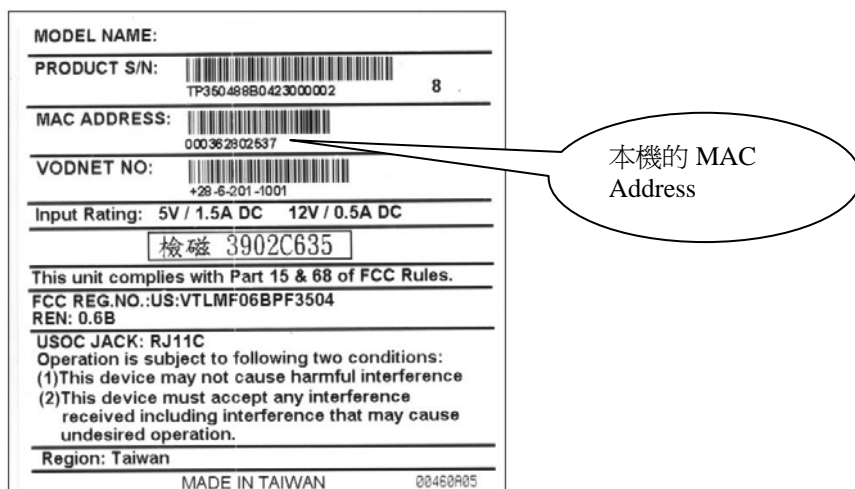 MODEL NAME:
PRODUCT S/N:
TP350488B0423000002
8
MAC ADDRESS:
000362802537
本機的 MAC
Address
VODNET NO:
+28-6-201-1001
Input Rating: 5V / 1.5A DC 12V / 0.5A DC
檢磁 3902C635
This unit complies with Part 15 & 68 of FCC Rules.
FCC REG.NO.:US:VTLMF06BPF3504
REN: 0.6B
USOC JACK: RJ11C
Operation is subject to following two conditions:
(1)This device may not cause harmful interference
(2)This device must accept any interference
received including interference that may cause
undesired operation.
Region: Taiwan
MADE IN TAIWAN 00460A05